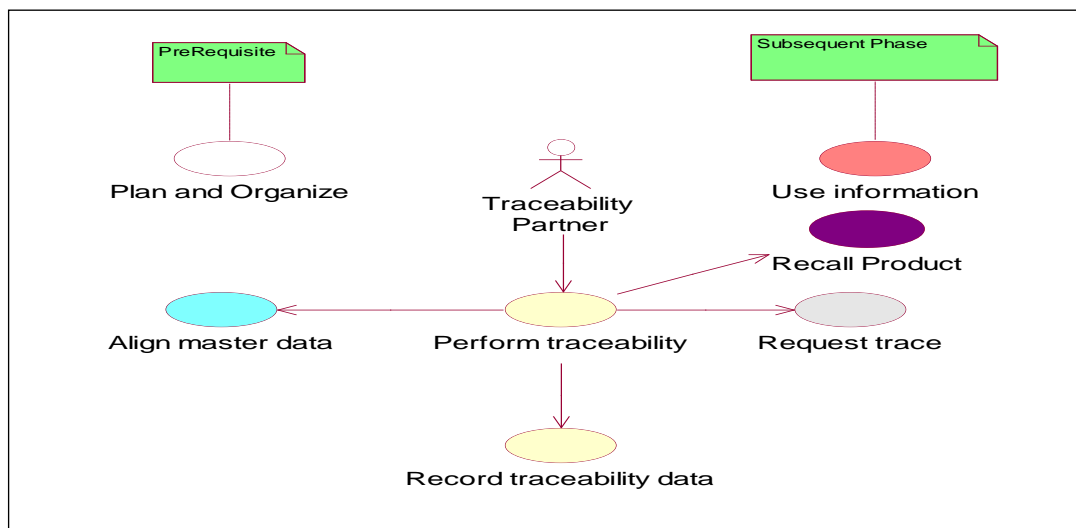 PreRequisite
Subsequent Phase
Plan and Organize
Traceability
Partner
Use information
Recall Product
Align master data
Perform traceability
Request trace
Record traceability data